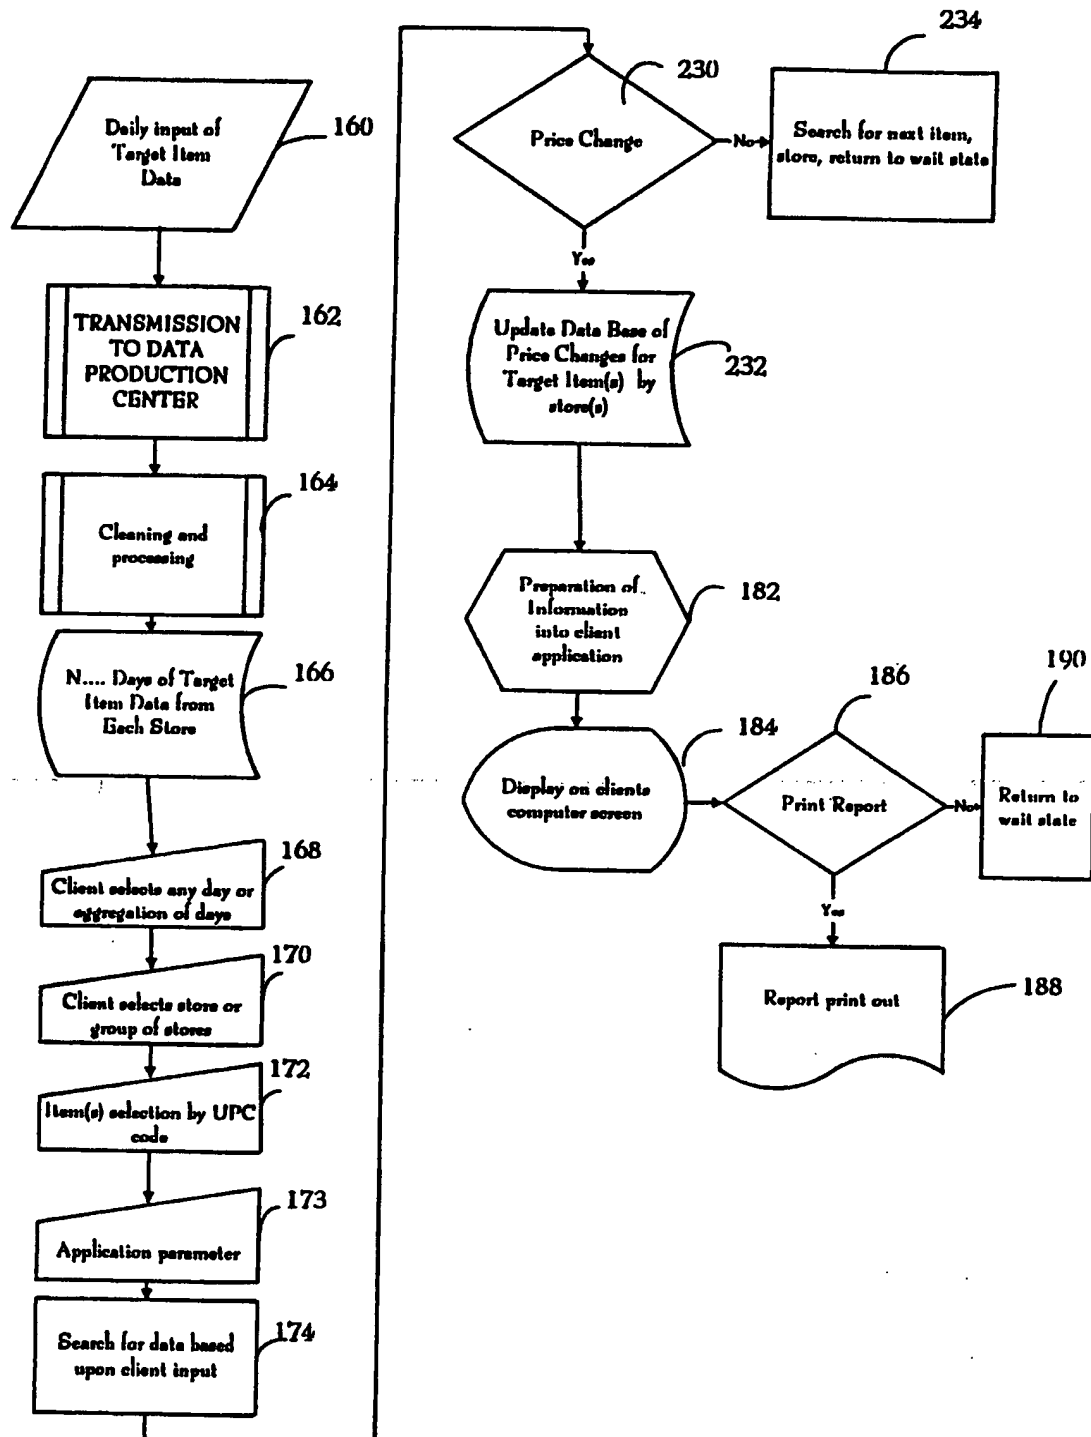 Daily input of
Target Item
Data
160
TRANSMISSION
TO DATA
PRODUCTION
CENTER
162
Cleaning and
processing
164
N.... Days of Target
Item Data from
Each Store
166
Client selects any day or
aggregation of days
168
Client selects store or
group of stores
170
Item(s) selection by UPC
code
172
Application parameter
173
Search for data based
upon client input
174
Price Change
230
No
Search for next item,
store, return to wait state
234
Yes
Update Data Base of
Price Changes for
Target Item(s) by
store(s)
232
Preparation of
Information
into client
application
182
Display on clients
computer screen
184
Print Report
186
No
Return to
wait state
190
Yes
Report print out
188